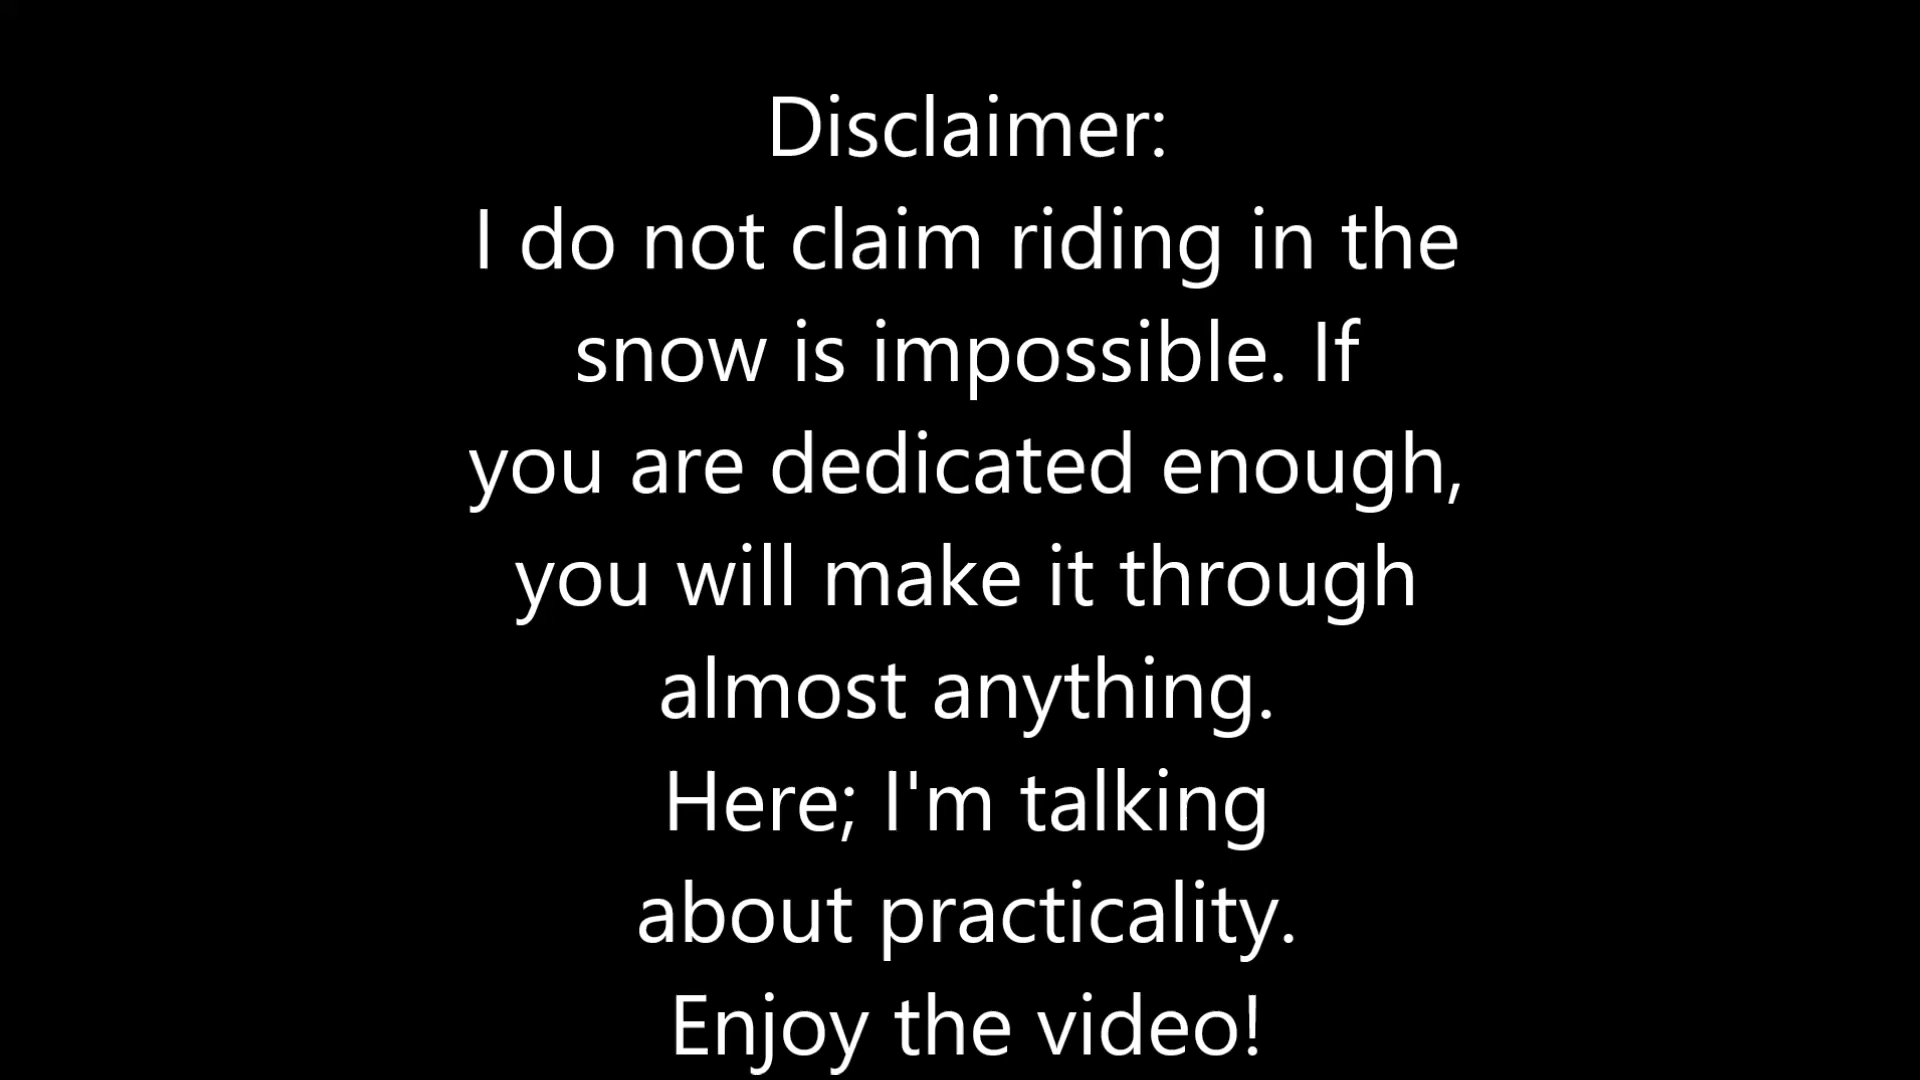 Disclaimer:
I do not claim riding in the
snow is impossible. If
you are dedicated enough,
you will make it through
almost anything.
Here; I'm talking
about practicality.
Enjoy the video!